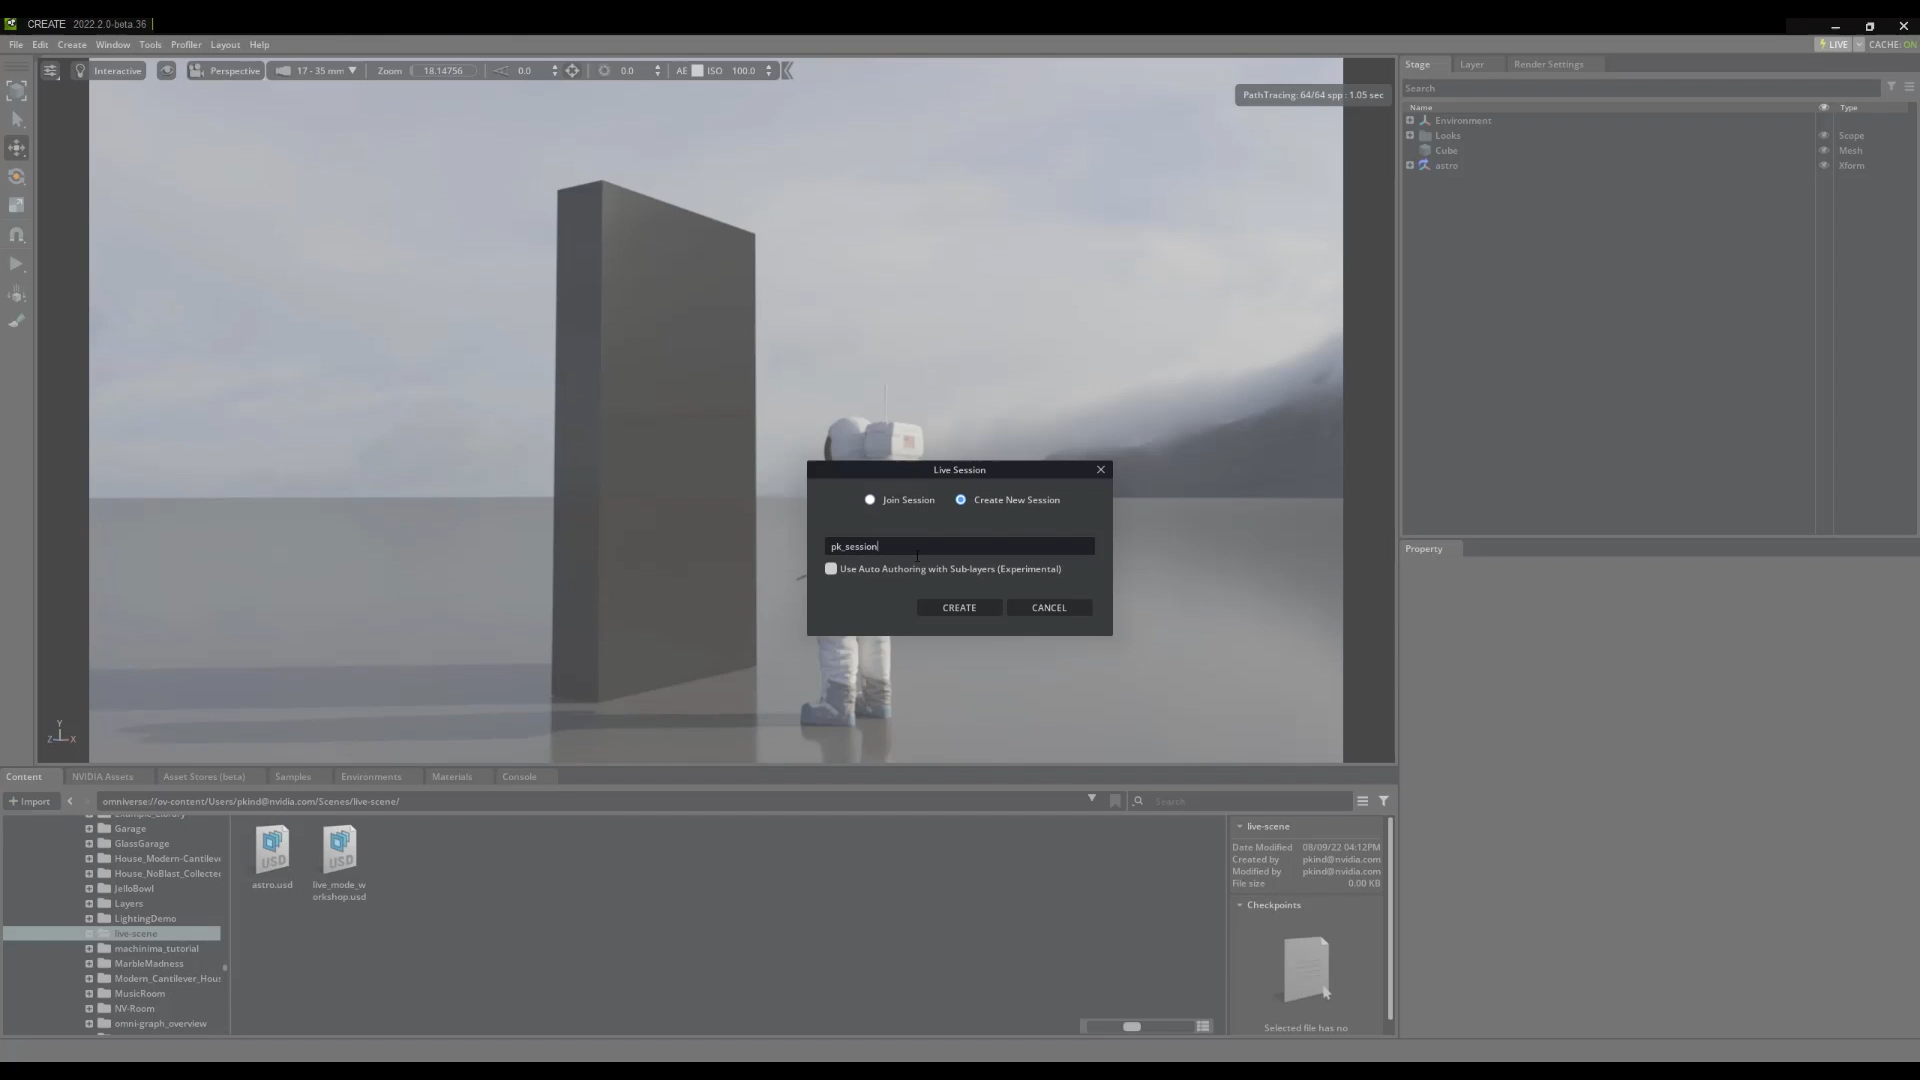 CREATE 2022.2.0-beta.36
File Edit Create Window Tools Profiler Layout Help
LIVE CACHE: ON
Interactive Perspective 17 - 35 mm Zoom 18.14756 0.0 0.0 AE ISO 100.0
PathTracing: 64/64 spp : 1.05 sec
Stage Layer Render Settings
Search
Name Type
Environment
Looks Scope
Cube Mesh
astro Xform
Property
Live Session
Join Session Create New Session
pk_session
Use Auto Authoring with Sub-layers (Experimental)
CREATE CANCEL
Y
Z X
Content NVIDIA Assets Asset Stores (beta) Samples Environments Materials Console
Import omniverse://ov-content/Users/pkind@nvidia.com/Scenes/live-scene/ Search
Example_Library
Garage
GlassGarage
House_Modern-Cantileve
House_NoBlast_Collected
JelloBowl
Layers
LightingDemo
live-scene
machinima_tutorial
MarbleMadness
Modern_Cantilever_Hous
MusicRoom
NV-Room
omni-graph_overview
USD USD
astro.usd live_mode_w
orkshop.usd
live-scene
Date Modified 08/09/22 04:12PM
Created by pkind@nvidia.com
Modified by pkind@nvidia.com
File size 0.00 KB
Checkpoints
Selected file has no